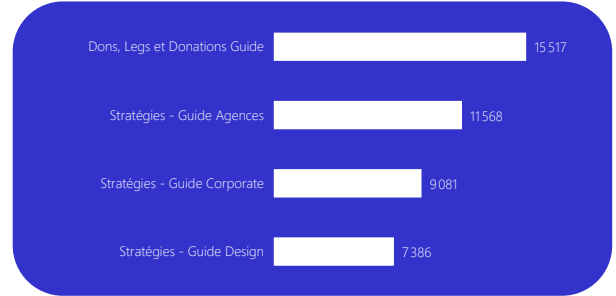 Dons, Legs et Donations Guide 15 517
Stratégies - Guide Agences 11 568
Stratégies - Guide Corporate 9 081
Stratégies - Guide Design 7 386